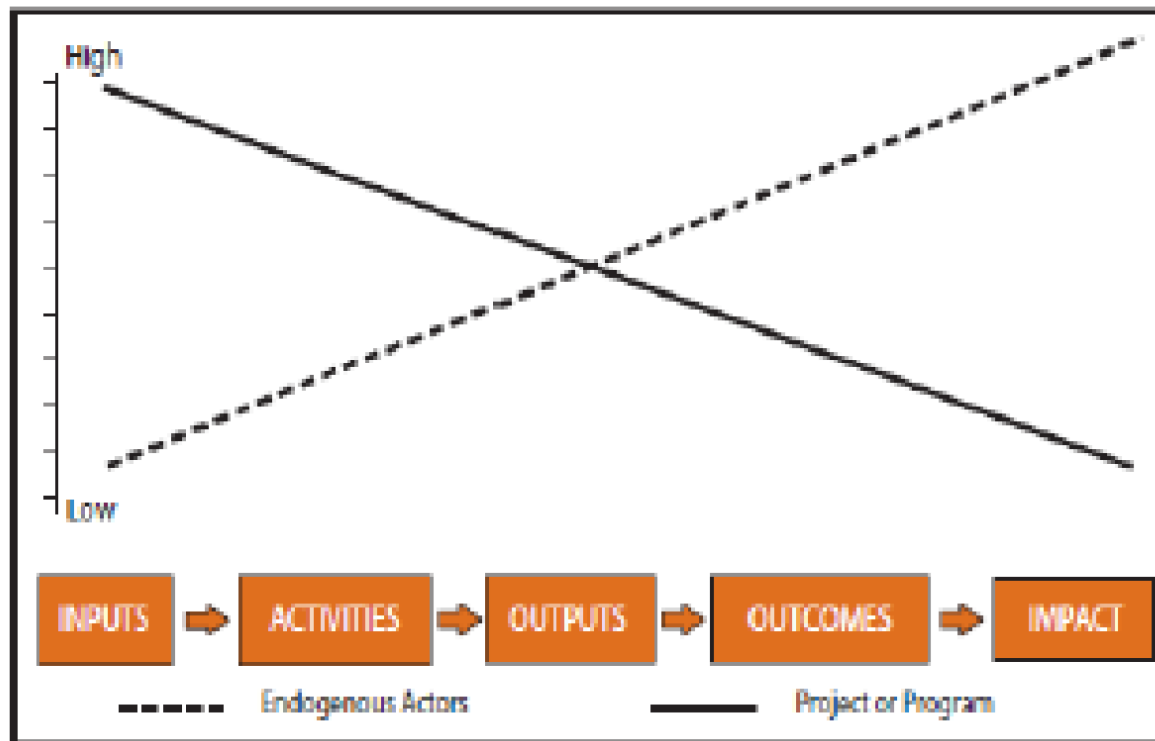 High
Low
INPUTS ACTIVITIES OUTPUTS OUTCOMES IMPACT
Endogenous Actors Project or Program